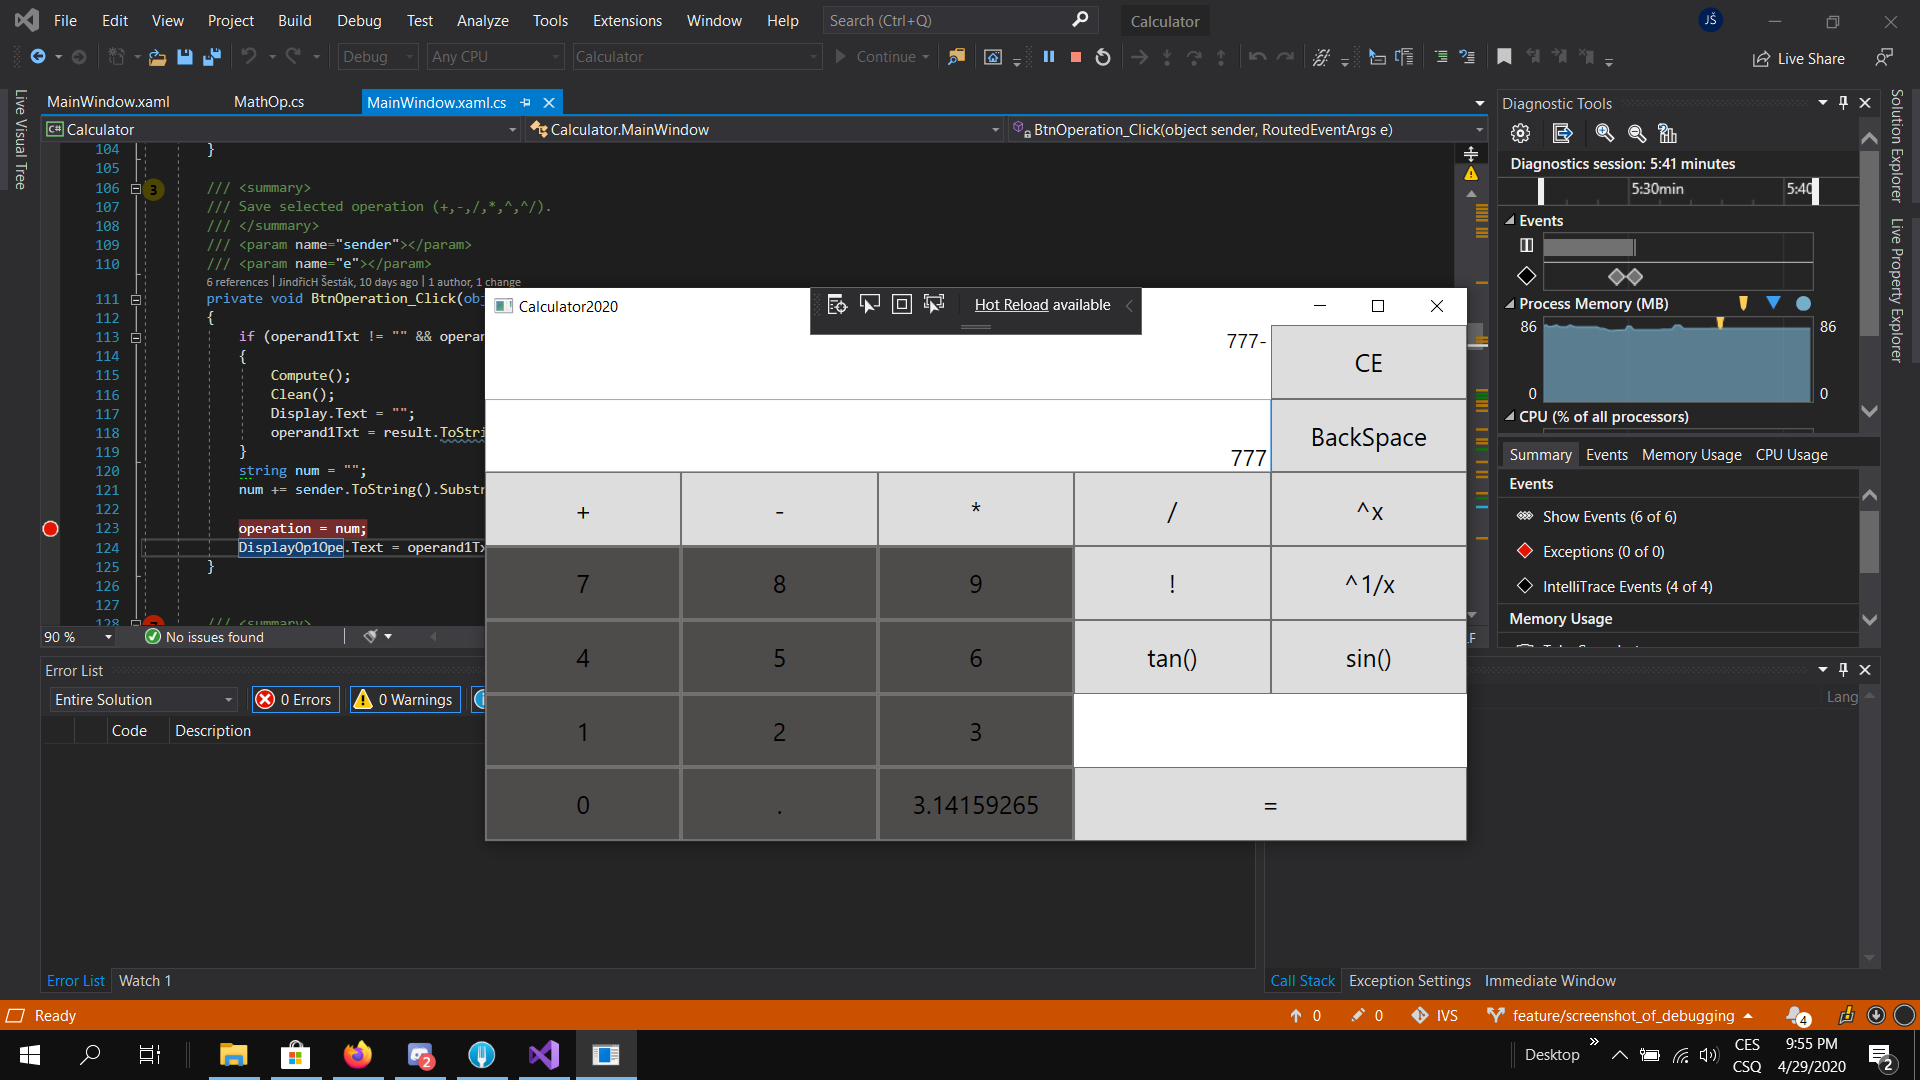 File Edit View Project Build Debug Test Analyze Tools Extensions Window Help Search (Ctrl+Q) Calculator JŠ
Debug Any CPU Calculator Continue Live Share
Live Visual Tree
MainWindow.xaml MathOp.cs MainWindow.xaml.cs
C# Calculator Calculator.MainWindow BtnOperation_Click(object sender, RoutedEventArgs e)
104 }
105
106 3 /// <summary>
107 /// Save selected operation (+,-,/,*,^,^/).
108 /// </summary>
109 /// <param name="sender"></param>
110 /// <param name="e"></param>
6 references | JindřicH Šesták, 10 days ago | 1 author, 1 change
111 private void BtnOperation_Click(obj
112 {
113 if (operand1Txt != "" && operan
114 {
115 Compute();
116 Clean();
117 Display.Text = "";
118 operand1Txt = result.ToStri
119 }
120 string num = "";
121 num += sender.ToString().Substr
122
123 operation = num;
124 DisplayOp1Ope.Text = operand1Tx
125 }
126
127
128 /// <summary>
90 % No issues found
Calculator2020
Hot Reload available
777-
CE
777
BackSpace
+ - * / ^x
7 8 9 ! ^1/x
4 5 6 tan() sin()
1 2 3
0 . 3.14159265 =
Diagnostic Tools
Diagnostics session: 5:41 minutes
5:30min 5:40
Events
Process Memory (MB)
86 86
0 0
CPU (% of all processors)
Summary Events Memory Usage CPU Usage
Events
Show Events (6 of 6)
Exceptions (0 of 0)
IntelliTrace Events (4 of 4)
Memory Usage
Solution Explorer
Live Property Explorer
Error List
Entire Solution 0 Errors 0 Warnings
Code Description
Lang
Error List Watch 1
Call Stack Exception Settings Immediate Window
Ready 0 0 IVS feature/screenshot_of_debugging 4
2 Desktop CES 9:55 PM
CSQ 4/29/2020 2